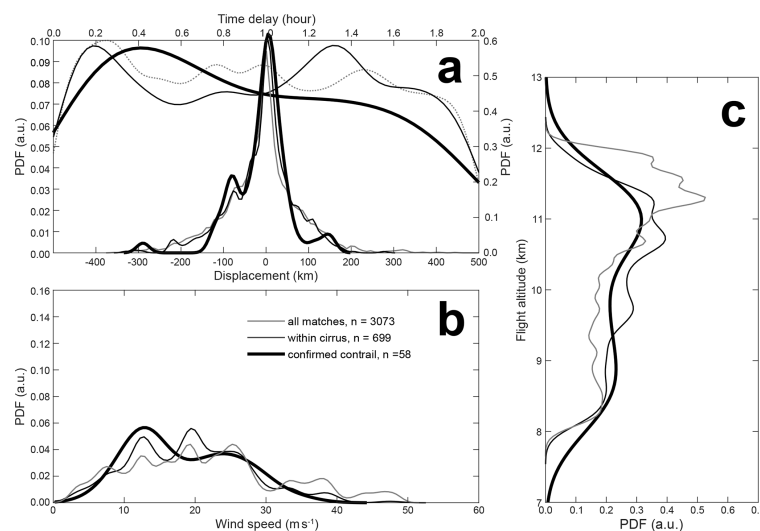 Time delay (hour)
0.0 0.2 0.4 0.6 0.8 1.0 1.2 1.4 1.6 1.8 2.0
a
PDF (a.u.)
0.10
0.09
0.08
0.07
0.06
0.05
0.04
0.03
0.02
0.01
0.00
0.6
0.5
0.4
0.3
0.2
0.1
0.0
PDF (a.u.)
-400 -300 -200 -100 0 100 200 300 400 500
Displacement (km)
b
PDF (a.u.)
0.16
0.14
0.12
0.10
0.08
0.06
0.04
0.02
0.00
all matches, n = 3073
within cirrus, n = 699
confirmed contrail, n =58
0 10 20 30 40 50 60
Wind speed (m s-1)
c
Flight altitude (km)
13
12
11
10
9
8
7
0.0 0.1 0.2 0.3 0.4 0.5 0.6 0.
PDF (a.u.)